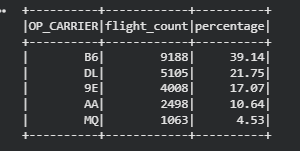 +----------+------------+----------+
|OP_CARRIER|flight_count|percentage|
+----------+------------+----------+
|        B6|        9188|     39.14|
|        DL|        5105|     21.75|
|        9E|        4008|     17.07|
|        AA|        2498|     10.64|
|        MQ|        1063|      4.53|
+----------+------------+----------+